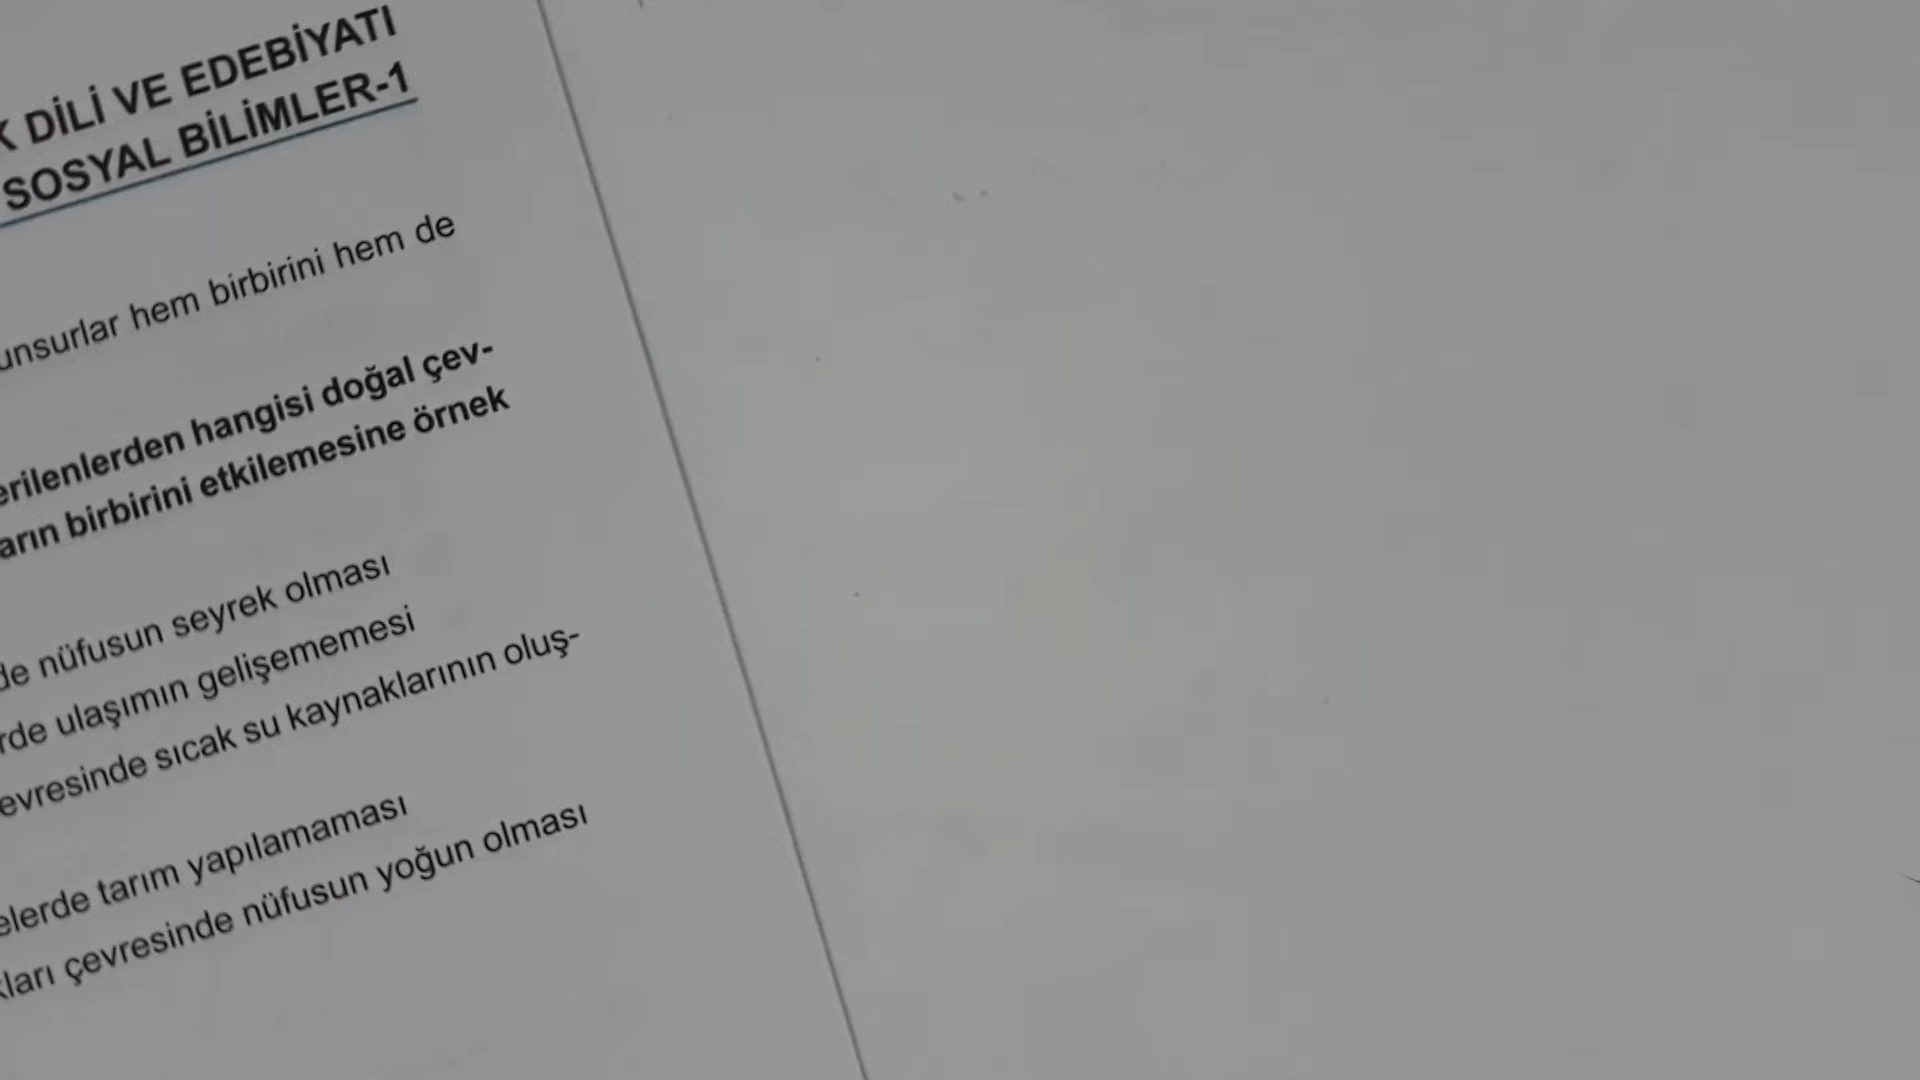 DİLİ VE EDEBİYATI
SOSYAL BİLİMLER-1
unsurlar hem birbirini hem de
erilenlerden hangisi doğal çev-
arın birbirini etkilemesine örnek
de nüfusun seyrek olması
rde ulaşımın gelişememesi
evresinde sıcak su kaynaklarının oluş-
elerde tarım yapılamaması
kları çevresinde nüfusun yoğun olması